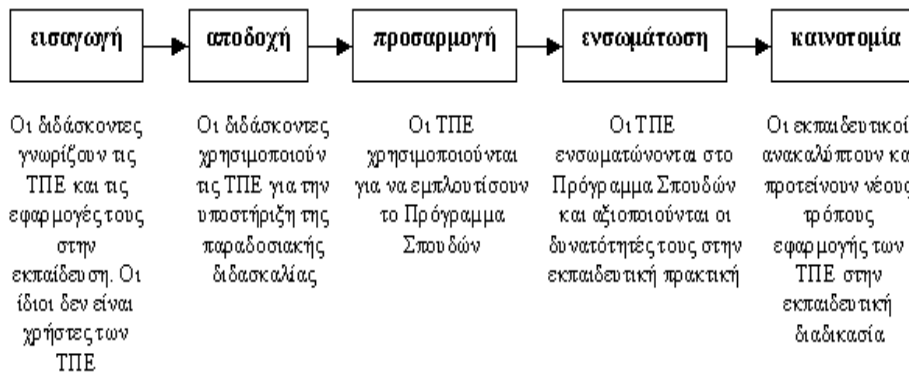 εισαγωγή
αποδοχή
προσαρμογή
ενσωμάτωση
καινοτομία
Οι διδάσκοντες
γνωρίζουν τις
ΤΠΕ και τις
εφαρμογές τους
στην
εκπαίδευση. Οι
ίδιοι δεν είναι
χρήστες των
ΤΠΕ
Οι διδάσκοντες
χρησιμοποιούν
τις ΤΠΕ για την
υποστήριξη της
παραδοσιακής
διδασκαλίας
Οι ΤΠΕ
χρησιμοποιούνται
για να εμπλουτίσουν
το Πρόγραμμα
Σπουδών
Οι ΤΠΕ
ενσωματώνονται στο
Πρόγραμμα Σπουδών
και αξιοποιούνται οι
δυνατότητές τους στην
εκπαιδευτική πρακτική
Οι εκπαιδευτικοί
ανακαλύπτουν κα
προτείνουν νέους
τρόπους
εφαρμογής των
ΤΠΕ στην
εκπαιδευτική
διαδικασία